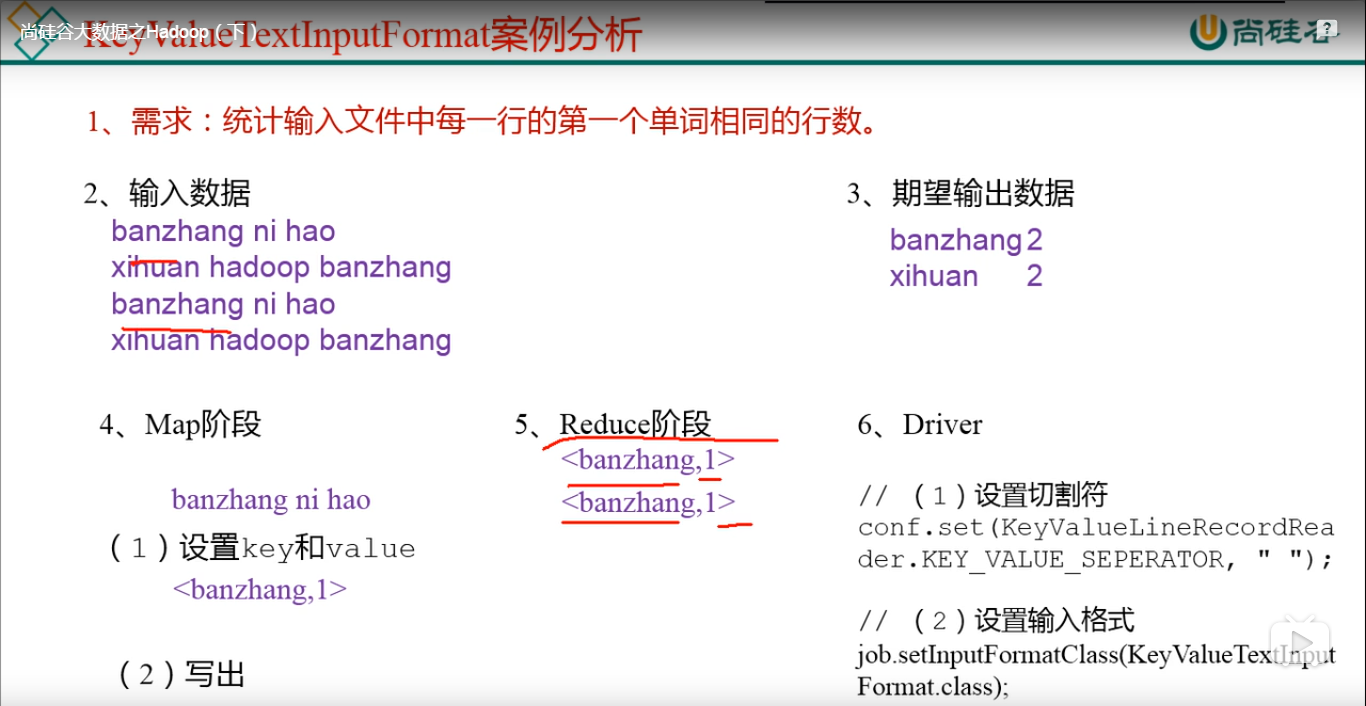 尚硅谷大数据之Hadoop（下）
KeyValueTextInputFormat案例分析
尚硅谷
1、需求：统计输入文件中每一行的第一个单词相同的行数。
2、输入数据
banzhang ni hao
xihuan hadoop banzhang
banzhang ni hao
xihuan hadoop banzhang
3、期望输出数据
banzhang 2
xihuan 2
4、Map阶段
banzhang ni hao
（1）设置key和value
<banzhang,1>
（2）写出
5、Reduce阶段
<banzhang,1>
<banzhang,1>
6、Driver
// （1）设置切割符
conf.set(KeyValueLineRecordRea
der.KEY_VALUE_SEPERATOR, " ");
// （2）设置输入格式
job.setInputFormatClass(KeyValueTextInput
Format.class);